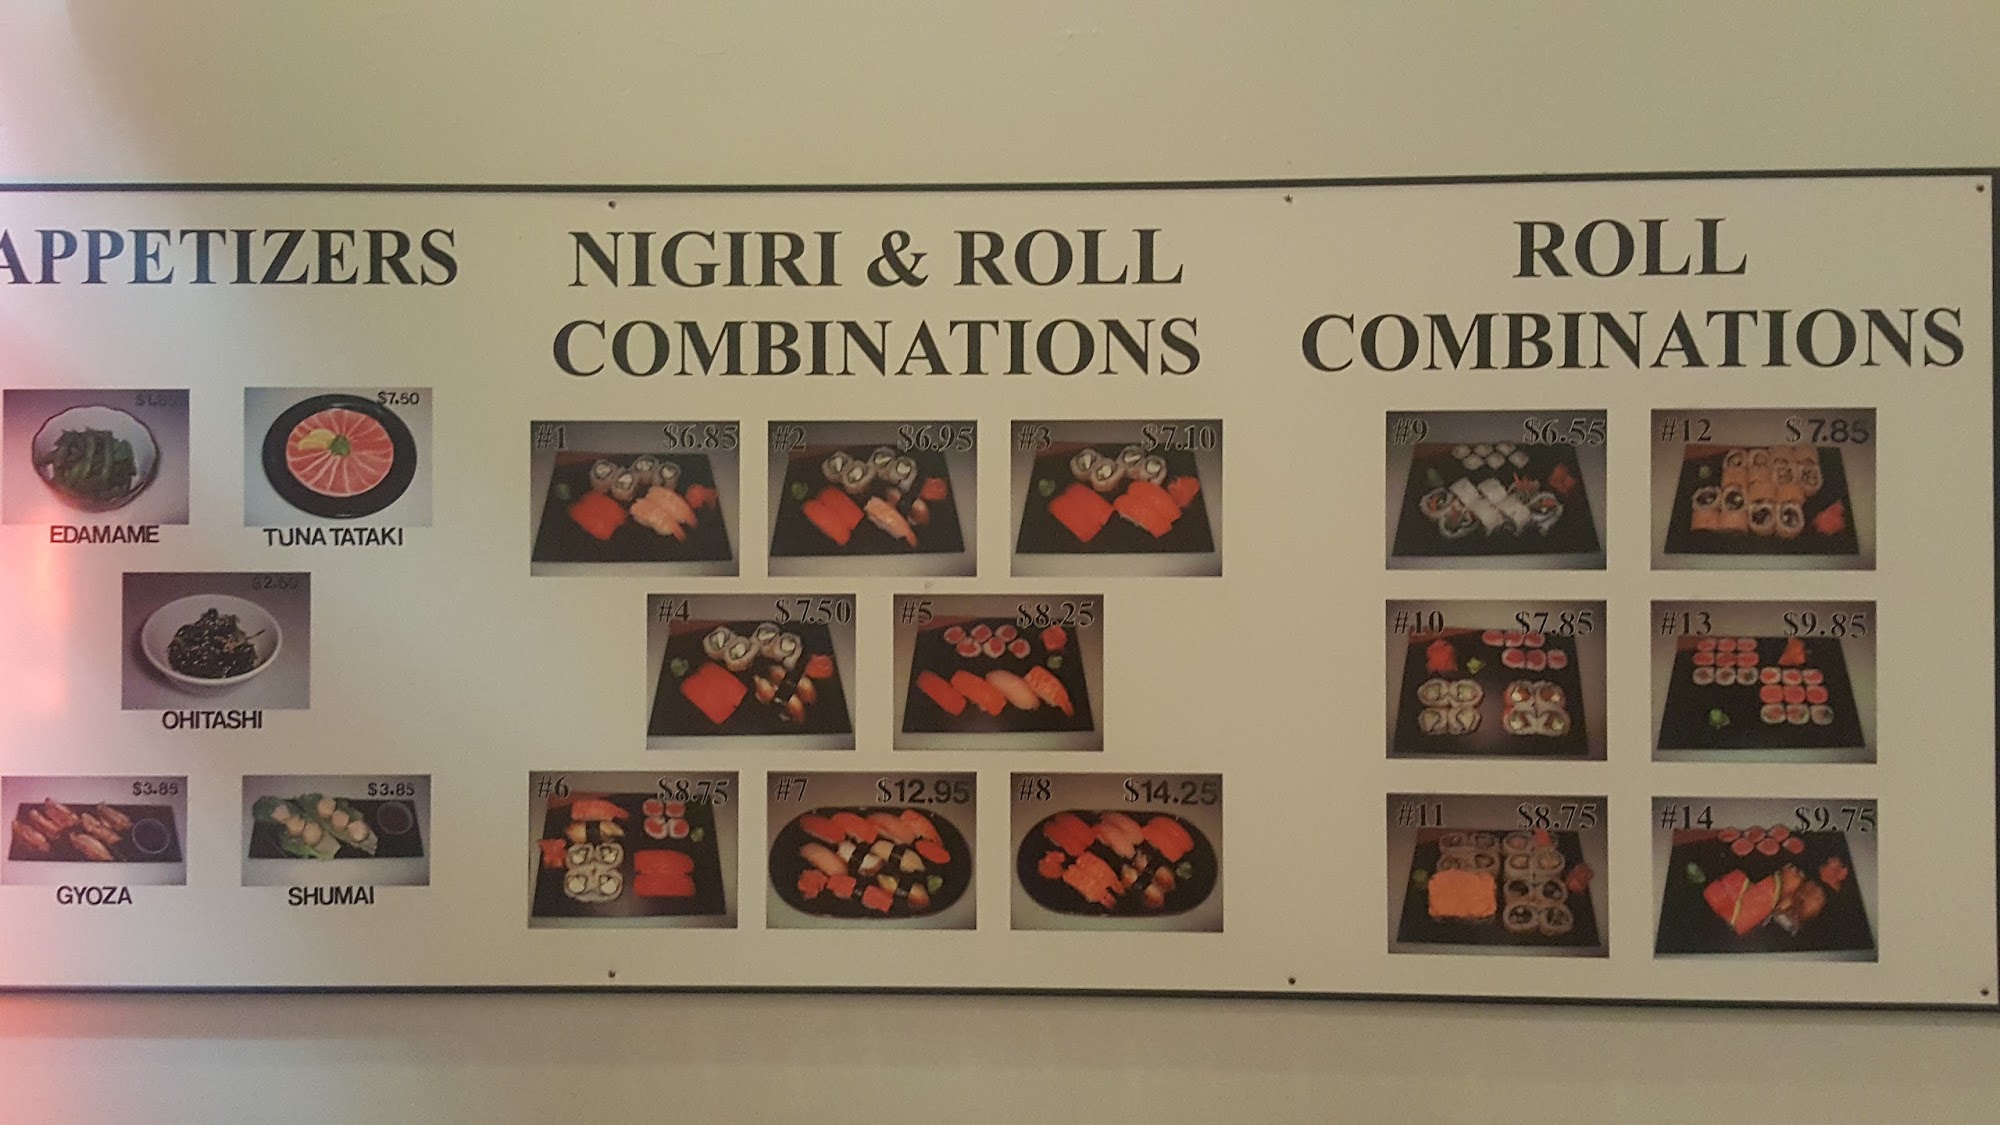 APPETIZERS
$7.50
EDAMAME
TUNA TATAKI
$2.50
OHITASHI
$3.85
$3.85
GYOZA
SHUMAI
NIGIRI & ROLL
COMBINATIONS
#1 $6.85
#2 $6.95
#3 $7.10
#4 $7.50
#5 $8.25
#6 $8.75
#7 $12.95
#8 $14.25
ROLL
COMBINATIONS
#9 $6.55
#12 $7.85
#10 $7.85
#13 $9.85
#11 $8.75
#14 $9.75